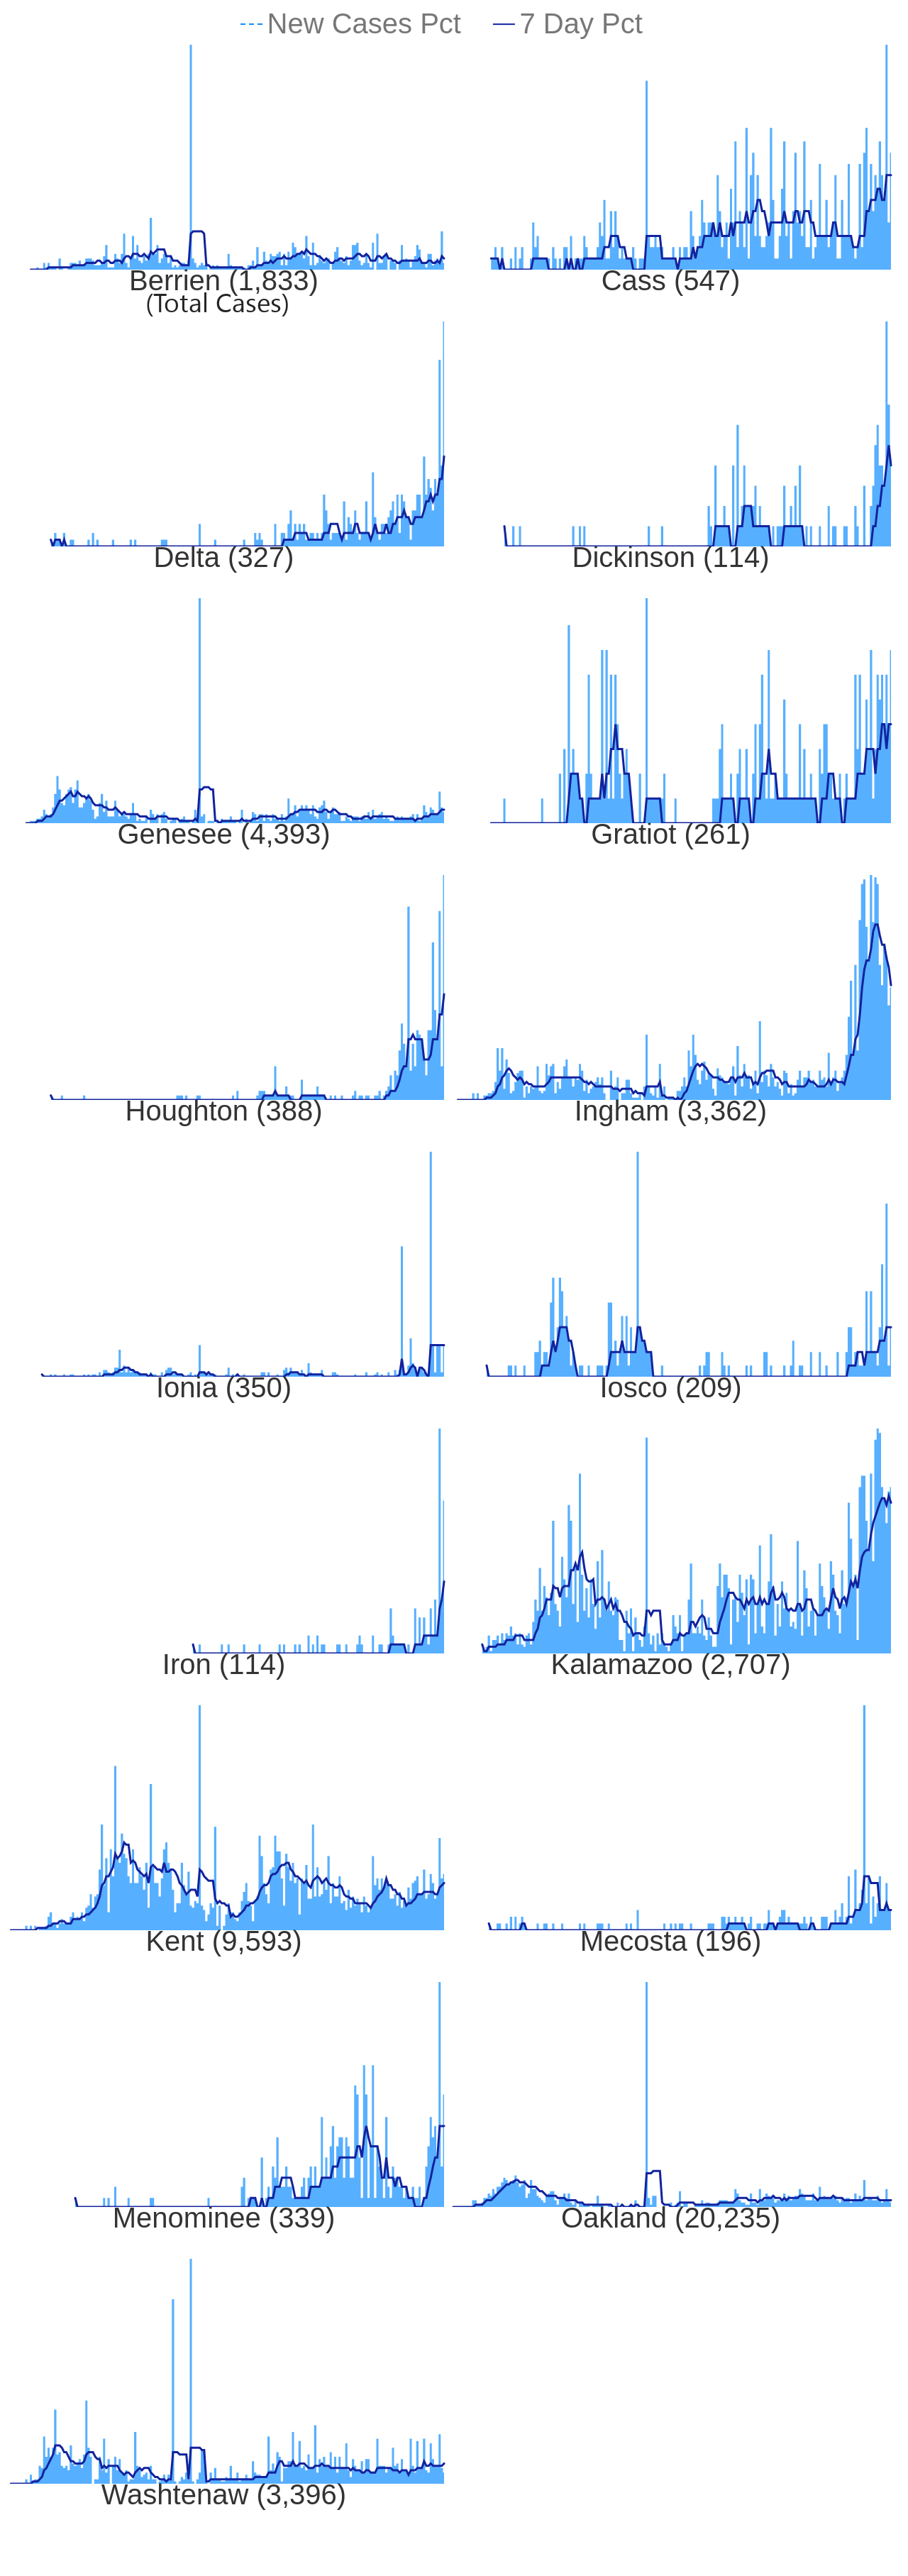 New Cases Pct 7 Day Pct
Berrien (1,833) Cass (547)
(Total Cases)
Delta (327) Dickinson (114)
Genesee (4,393) Gratiot (261)
Houghton (388) Ingham (3,362)
Ionia (350) Iosco (209)
Iron (114) Kalamazoo (2,707)
Kent (9,593) Mecosta (196)
Menominee (339) Oakland (20,235)
Washtenaw (3,396)